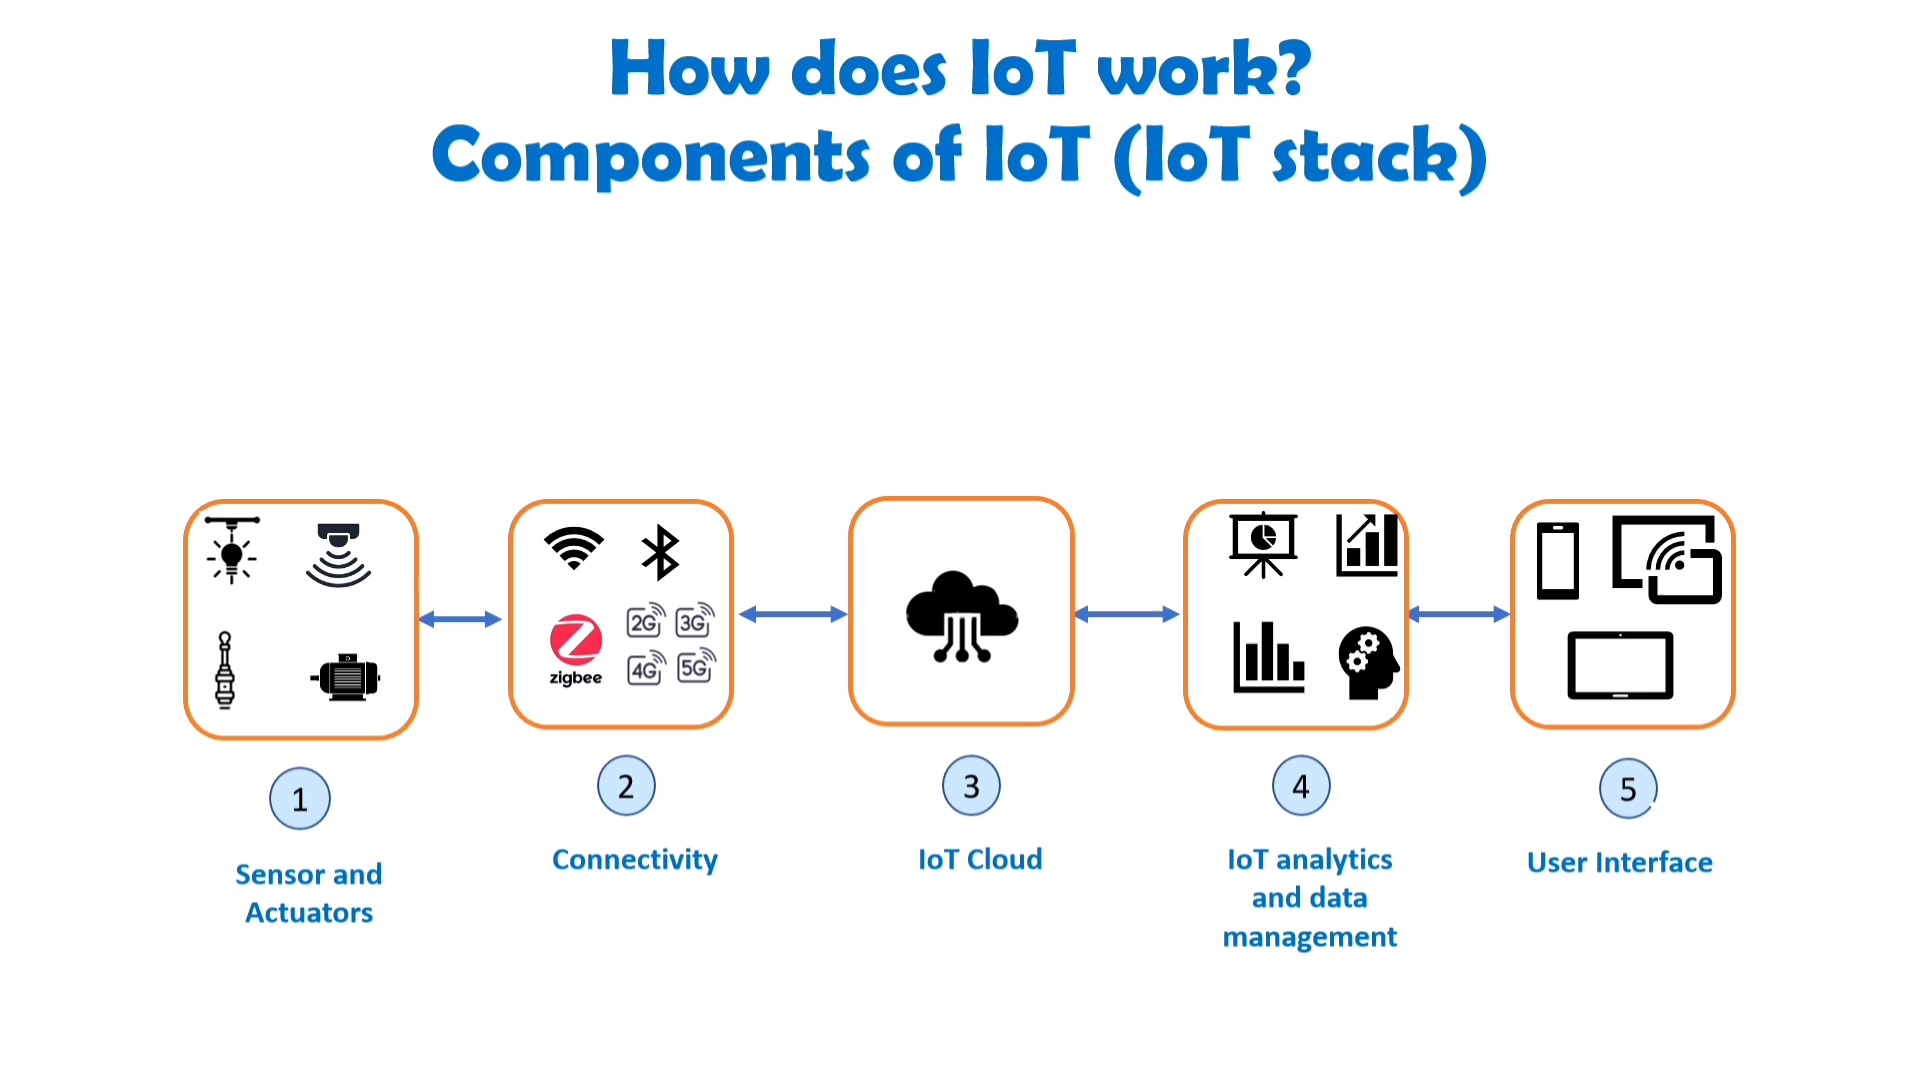 How does IoT work?
Components of IoT (IoT stack)
zigbee
2G
3G
4G
5G
1
2
3
4
5
Sensor and
Actuators
Connectivity
IoT Cloud
IoT analytics
and data
management
User Interface